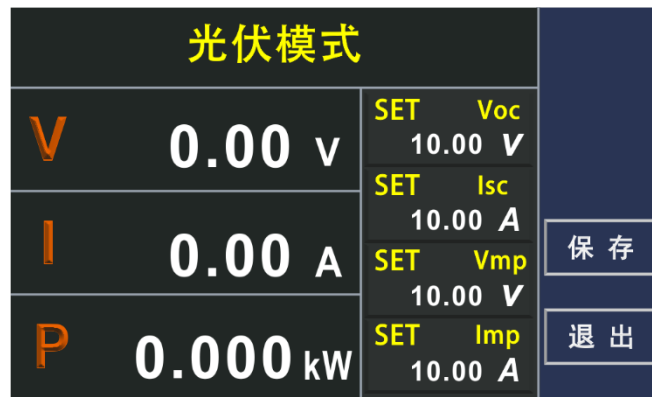 光伏模式
V 0.00 V
I 0.00 A
P 0.000 kW
SET Voc
10.00 V
SET Isc
10.00 A
SET Vmp
10.00 V
SET Imp
10.00 A
保存
退出